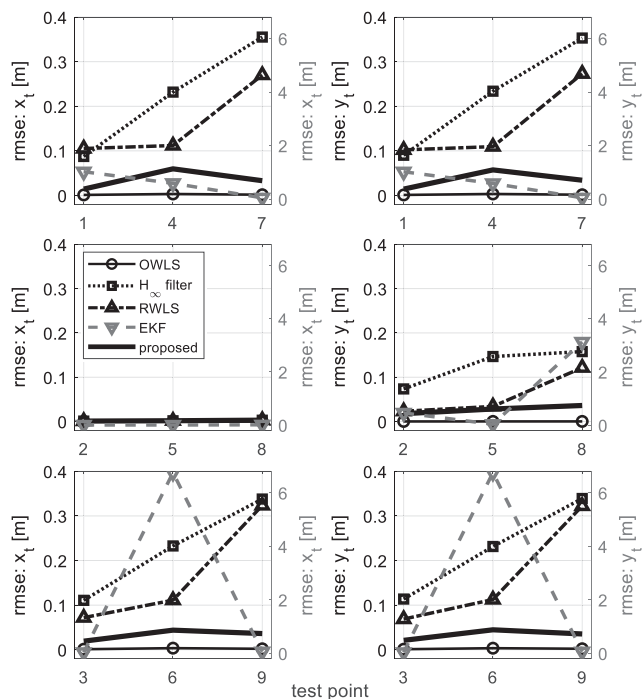 0.4 0.3 0.2 0.1 0
rmse: x_t [m]
6 4 2 0
rmse: x_t [m]
1 4 7
0.4 0.3 0.2 0.1 0
rmse: y_t [m]
6 4 2 0
rmse: y_t [m]
1 4 7
0.4 0.3 0.2 0.1 0
rmse: x_t [m]
OWLS
H_∞ filter
RWLS
EKF
proposed
6 4 2 0
rmse: x_t [m]
2 5 8
0.4 0.3 0.2 0.1 0
rmse: y_t [m]
6 4 2 0
rmse: y_t [m]
2 5 8
0.4 0.3 0.2 0.1 0
rmse: x_t [m]
6 4 2 0
rmse: x_t [m]
3 6 9
0.4 0.3 0.2 0.1 0
rmse: y_t [m]
6 4 2 0
rmse: y_t [m]
3 6 9
test point